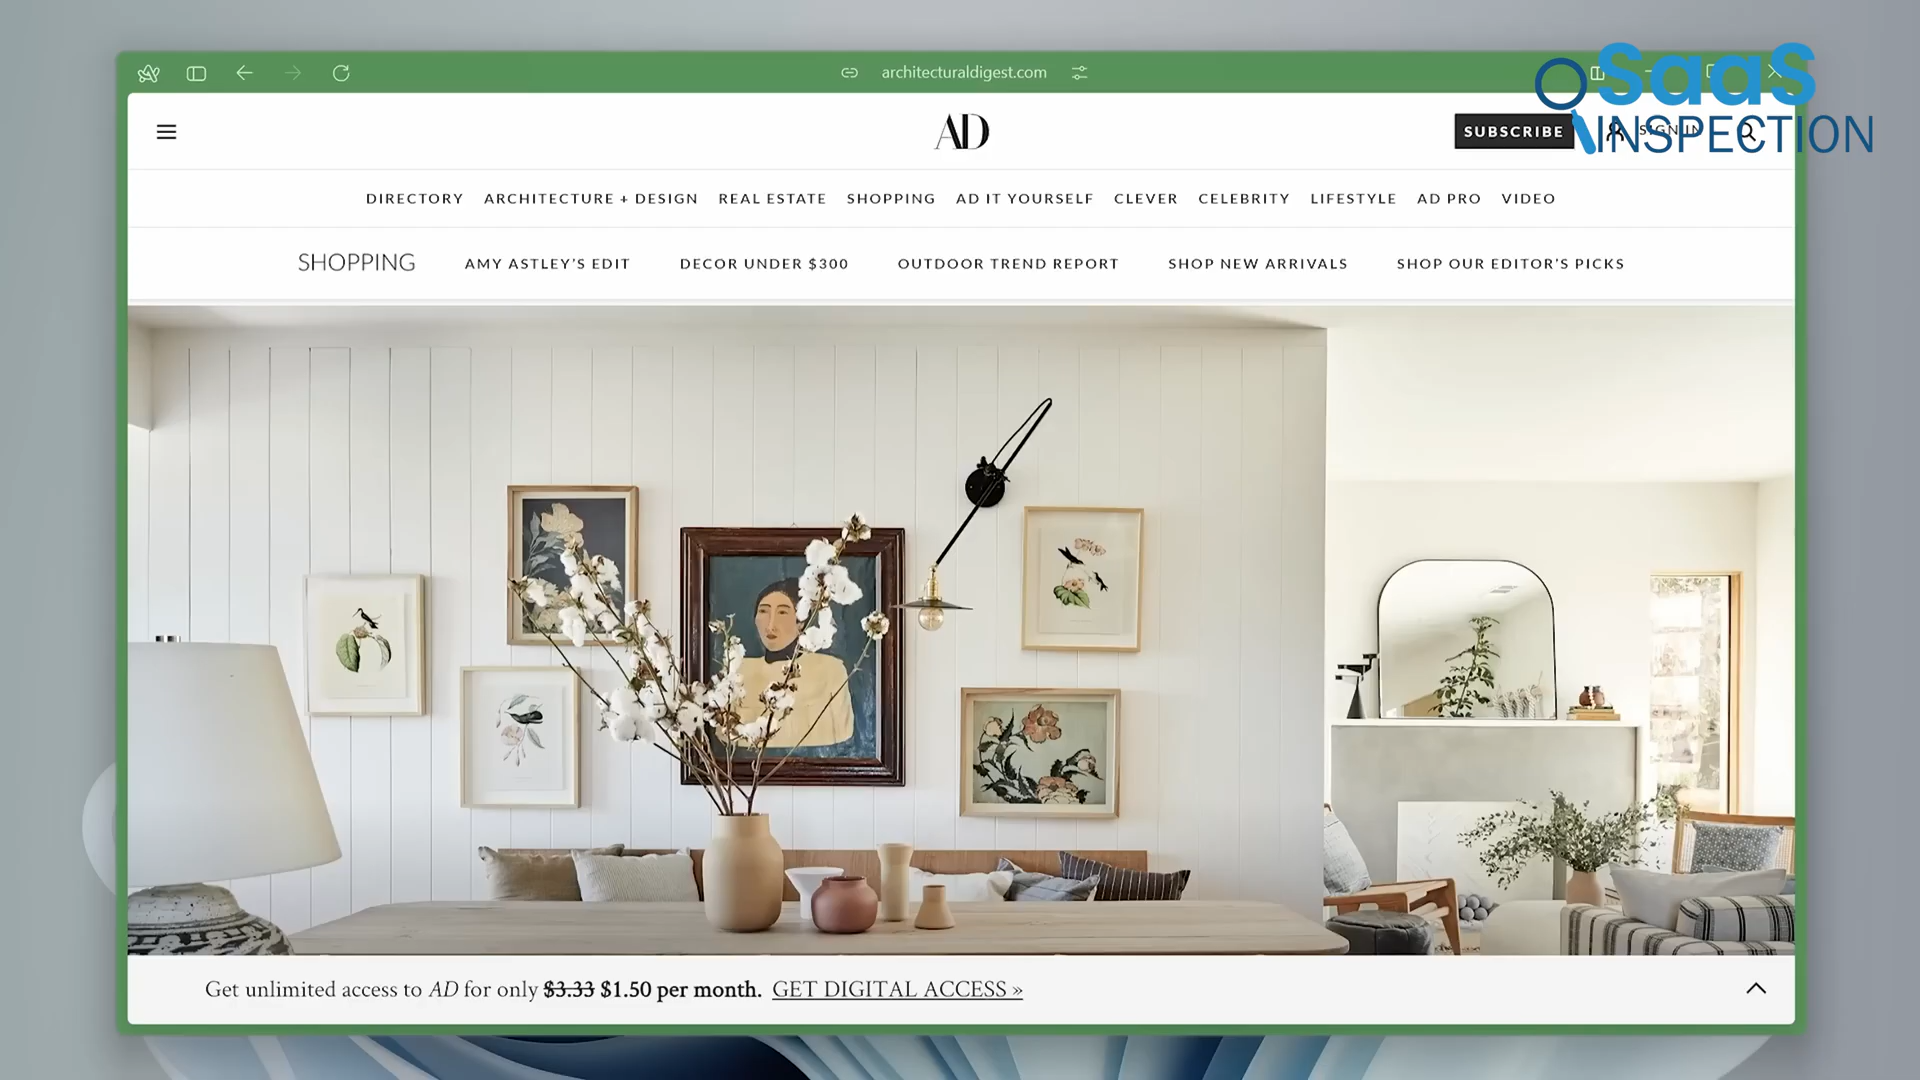 architecturaldigest.com
SaaS
INSPECTION
AD
SUBSCRIBE
SIGN IN
DIRECTORY ARCHITECTURE + DESIGN REAL ESTATE SHOPPING AD IT YOURSELF CLEVER CELEBRITY LIFESTYLE AD PRO VIDEO
SHOPPING AMY ASTLEY'S EDIT DECOR UNDER $300 OUTDOOR TREND REPORT SHOP NEW ARRIVALS SHOP OUR EDITOR'S PICKS
Get unlimited access to AD for only $3.33 $1.50 per month. GET DIGITAL ACCESS »